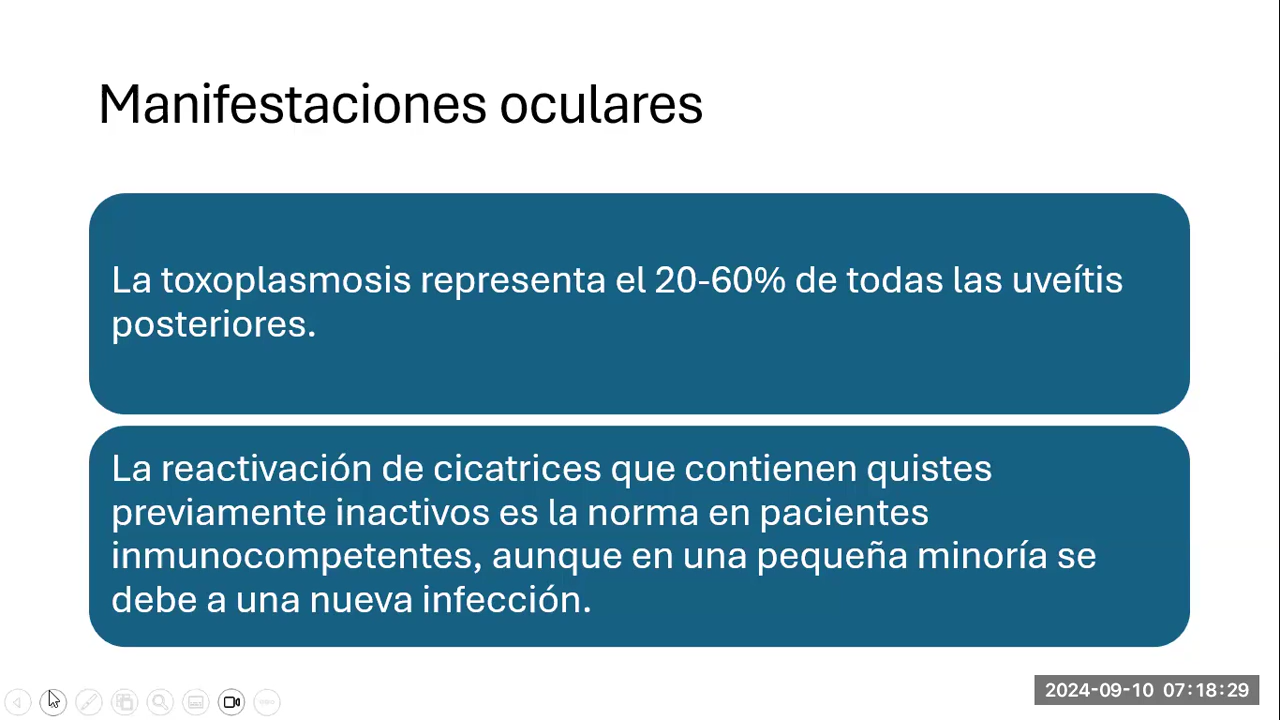 Manifestaciones oculares
La toxoplasmosis representa el 20-60% de todas las uveítis
posteriores.
La reactivación de cicatrices que contienen quistes
previamente inactivos es la norma en pacientes
inmunocompetentes, aunque en una pequeña minoría se
debe a una nueva infección.
2024-09-10 07:18:29